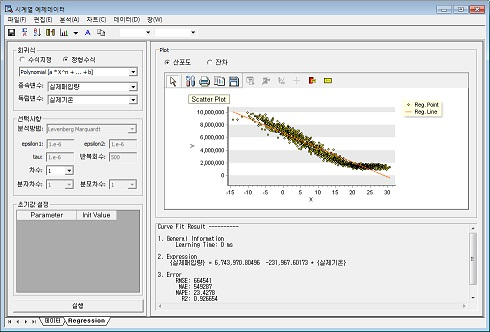 시계열 예제데이터
파일(F) 편집(E) 분석(A) 차트(C) 데이터(D) 창(W)
회귀식
수식지정 정형수식
Polynomial [a * X^n + ... + b]
종속변수: 실제패압량
독립변수: 실제기온
선택사항
분석방법: Levenberg Marquardt
epsilon1: 1.e-6 epsilon2: 1.e-6
tau: 1.e-6 반복회수: 500
차수: 1
분자차수: 1 분모차수: 1
초기값 설정
Parameter Init Value
실행
데이터 Regression
Plot
산포도 잔차
Scatter Plot
Reg.Point
Reg.Line
10,000,000
8,000,000
6,000,000
4,000,000
2,000,000
0
Y
-15 -10 -5 0 5 10 15 20 25 30
X
Curve Fit Result ----------
1. General Information
Learning Time: 0 ms
2. Expression
{실제패압량} = 6,743,970.80496 -231,967.60173 * {실제기온}
3. Error
RMSE: 664541
MAE: 549287
MAPE: 23.4278
R2: 0.926654